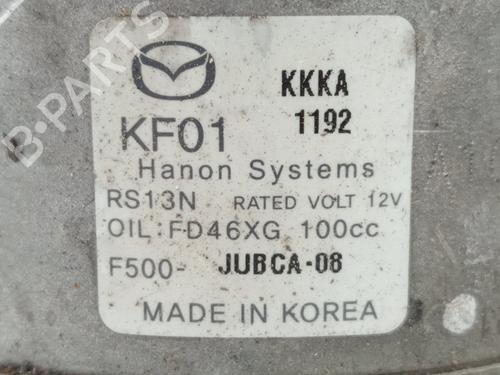 KKKA
KF01 1192
Hanon Systems
RS13N RATED VOLT 12V
OIL:FD46XG 100cc
F500- JUBCA-08
MADE IN KOREA
B-PARTS